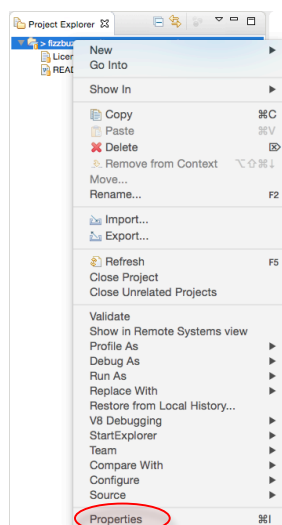 Project Explorer
> fizzbu
New
Go Into
Licen
READ
Show In
Copy ⌘C
Paste ⌘V
Delete ⌦
Remove from Context ⌥⇧⌘↓
Move...
Rename... F2
Import...
Export...
Refresh F5
Close Project
Close Unrelated Projects
Validate
Show in Remote Systems view
Profile As
Debug As
Run As
Replace With
Restore from Local History...
V8 Debugging
StartExplorer
Team
Compare With
Configure
Source
Properties ⌘I